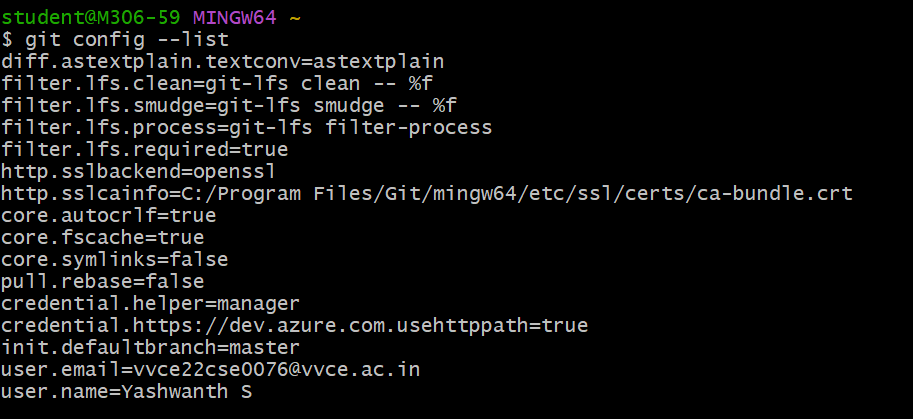 student@M306-59 MINGW64 ~
$ git config --list
diff.astextplain.textconv=astextplain
filter.lfs.clean=git-lfs clean -- %f
filter.lfs.smudge=git-lfs smudge -- %f
filter.lfs.process=git-lfs filter-process
filter.lfs.required=true
http.sslbackend=openssl
http.sslcainfo=C:/Program Files/Git/mingw64/etc/ssl/certs/ca-bundle.crt
core.autocrlf=true
core.fscache=true
core.symlinks=false
pull.rebase=false
credential.helper=manager
credential.https://dev.azure.com.usehttppath=true
init.defaultbranch=master
user.email=vvce22cse0076@vvce.ac.in
user.name=Yashwanth S